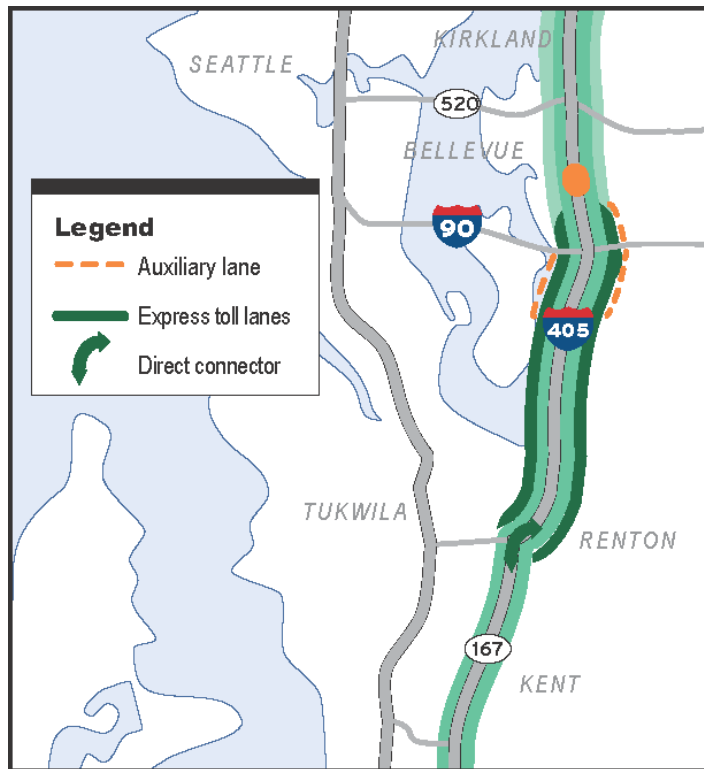 KIRKLAND
SEATTLE
520
BELLEVUE
Legend
Auxiliary lane
Express toll lanes
Direct connector
90
405
TUKWILA
RENTON
167
KENT